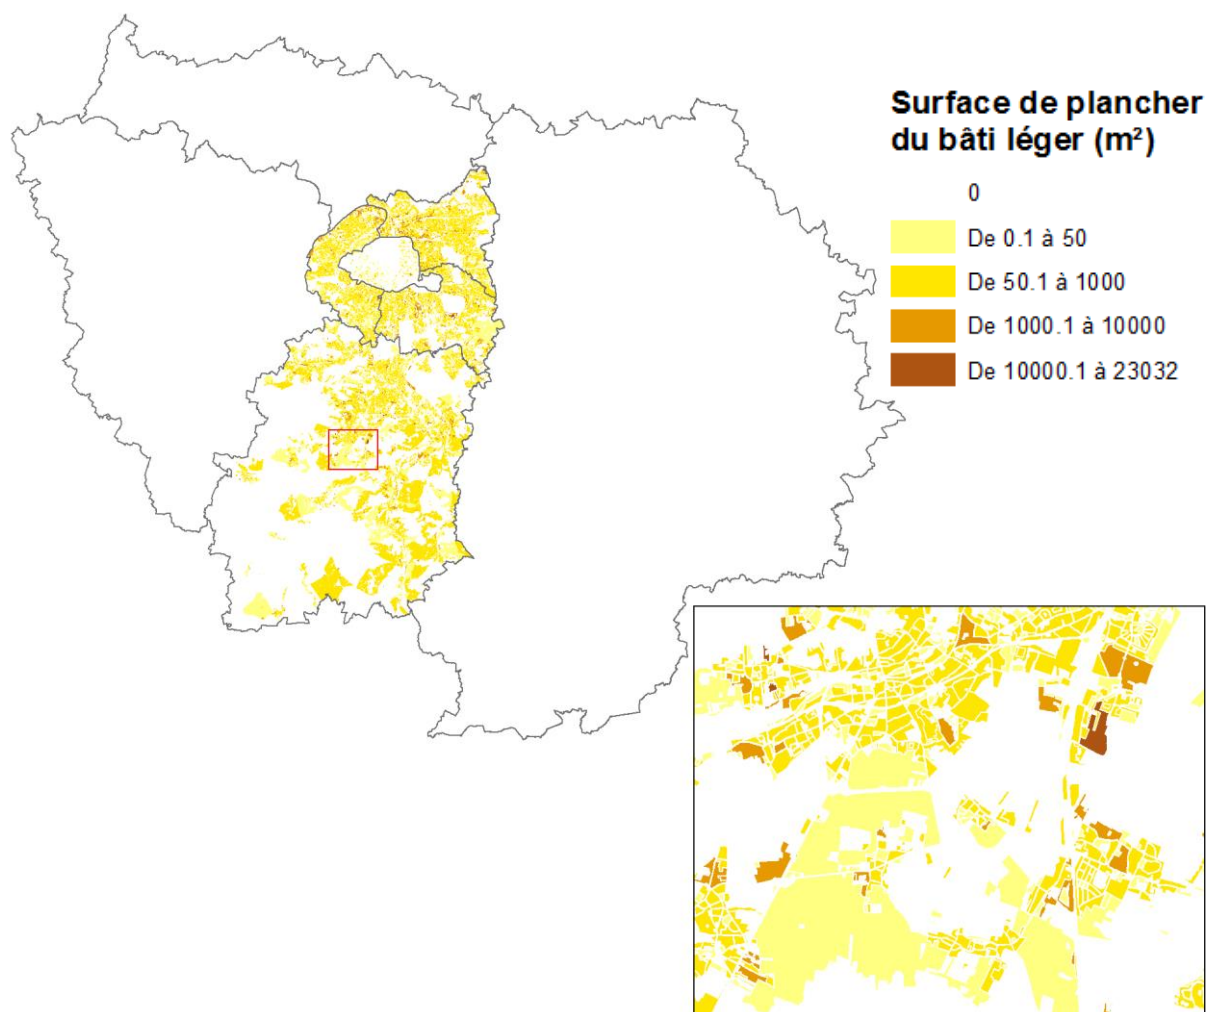 Surface de plancher
du bâti léger (m²)
0
De 0.1 à 50
De 50.1 à 1000
De 1000.1 à 10000
De 10000.1 à 23032